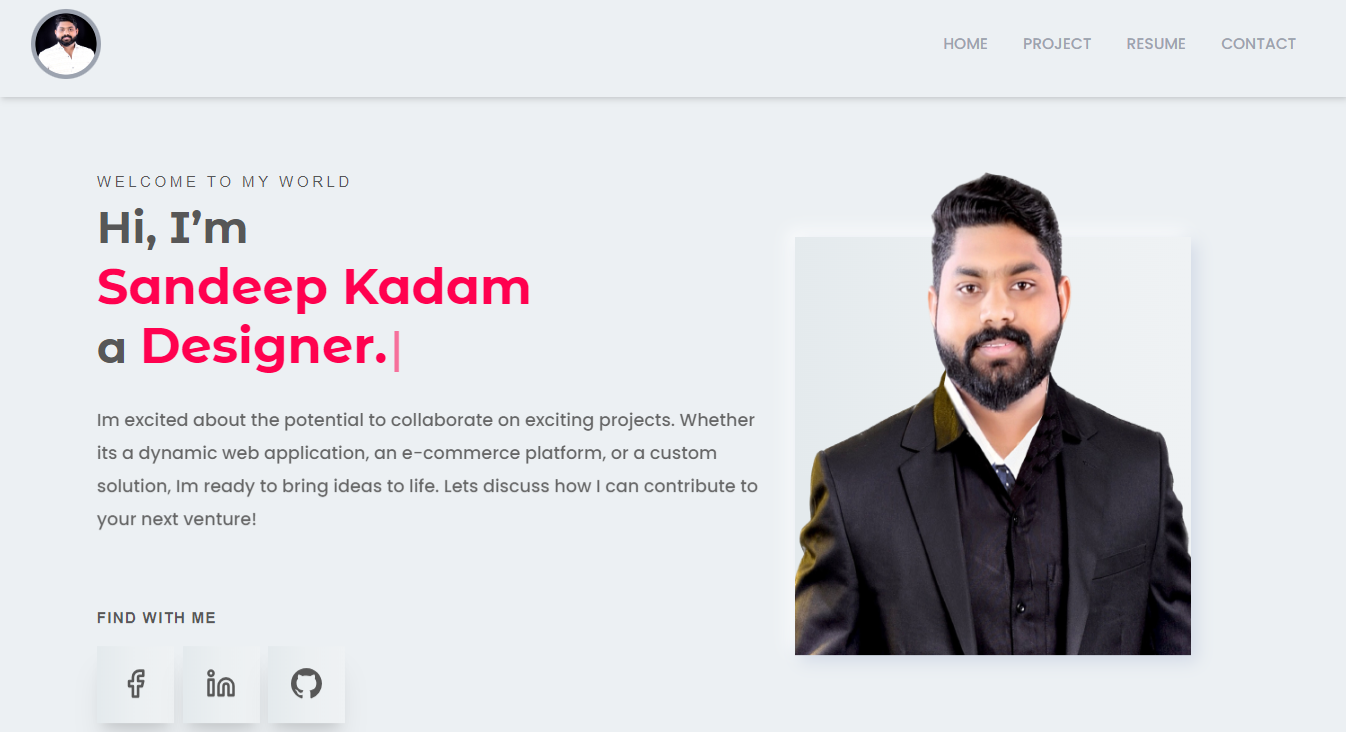 HOME PROJECT RESUME CONTACT
WELCOME TO MY WORLD
Hi, I’m
Sandeep Kadam
a Designer.|
Im excited about the potential to collaborate on exciting projects. Whether
its a dynamic web application, an e-commerce platform, or a custom
solution, Im ready to bring ideas to life. Lets discuss how I can contribute to
your next venture!
FIND WITH ME